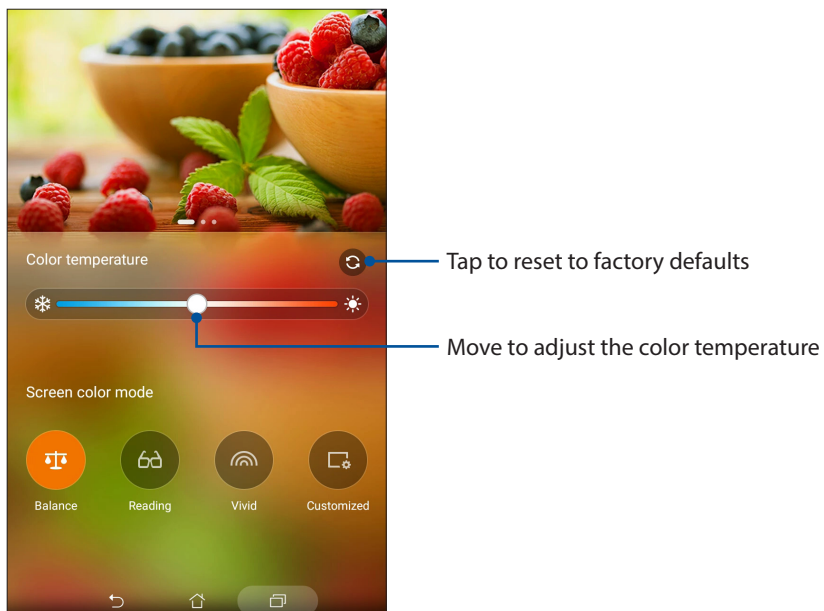 Color temperature
Tap to reset to factory defaults
Move to adjust the color temperature
Screen color mode
Balance Reading Vivid Customized